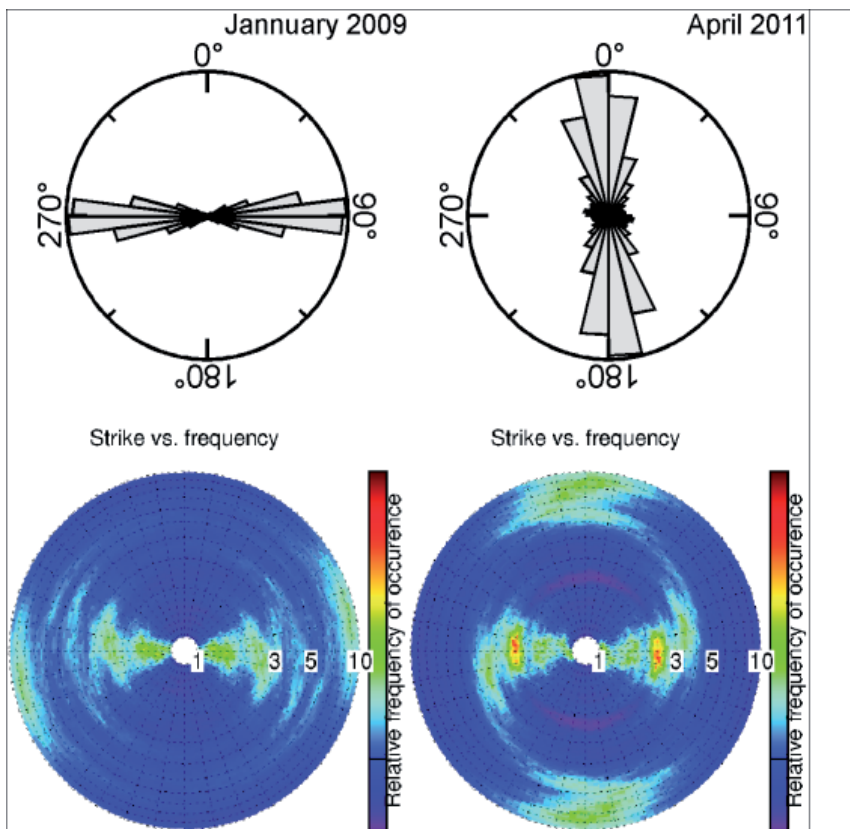 Jannuary 2009
April 2011
0°
270°
90°
180°
0°
270°
90°
180°
Strike vs. frequency
Strike vs. frequency
1
3
5
10
Relative frequency of occurence
1
3
5
10
Relative frequency of occurence